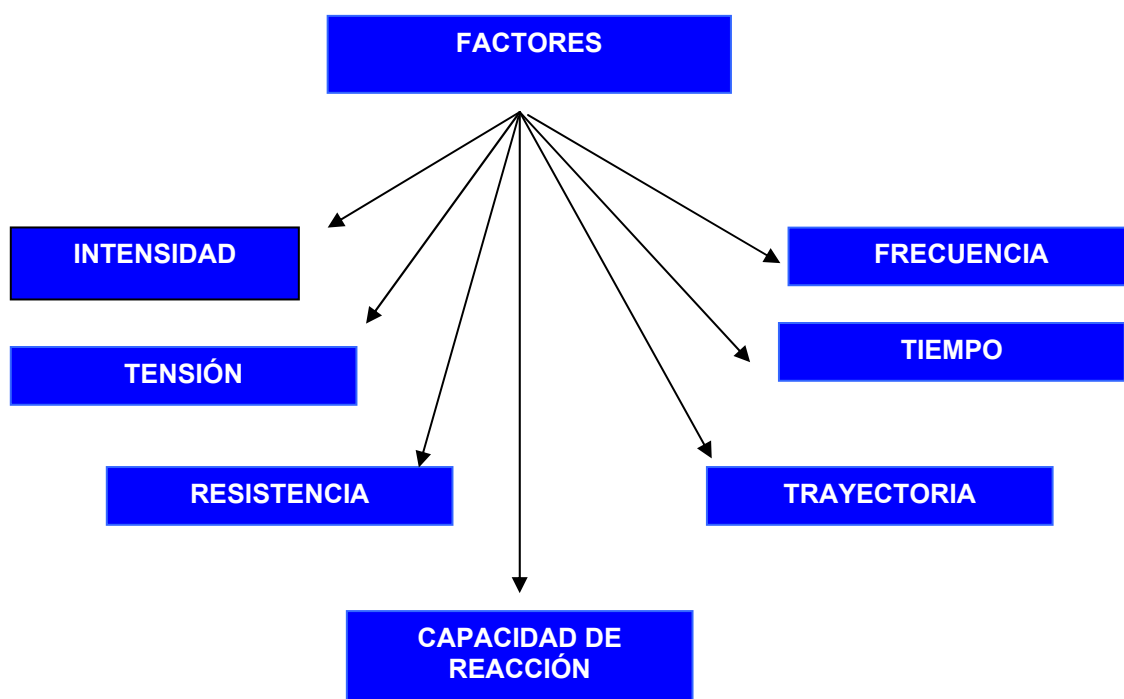 FACTORES
INTENSIDAD
FRECUENCIA
TENSIÓN
TIEMPO
RESISTENCIA
TRAYECTORIA
CAPACIDAD DE
REACCIÓN